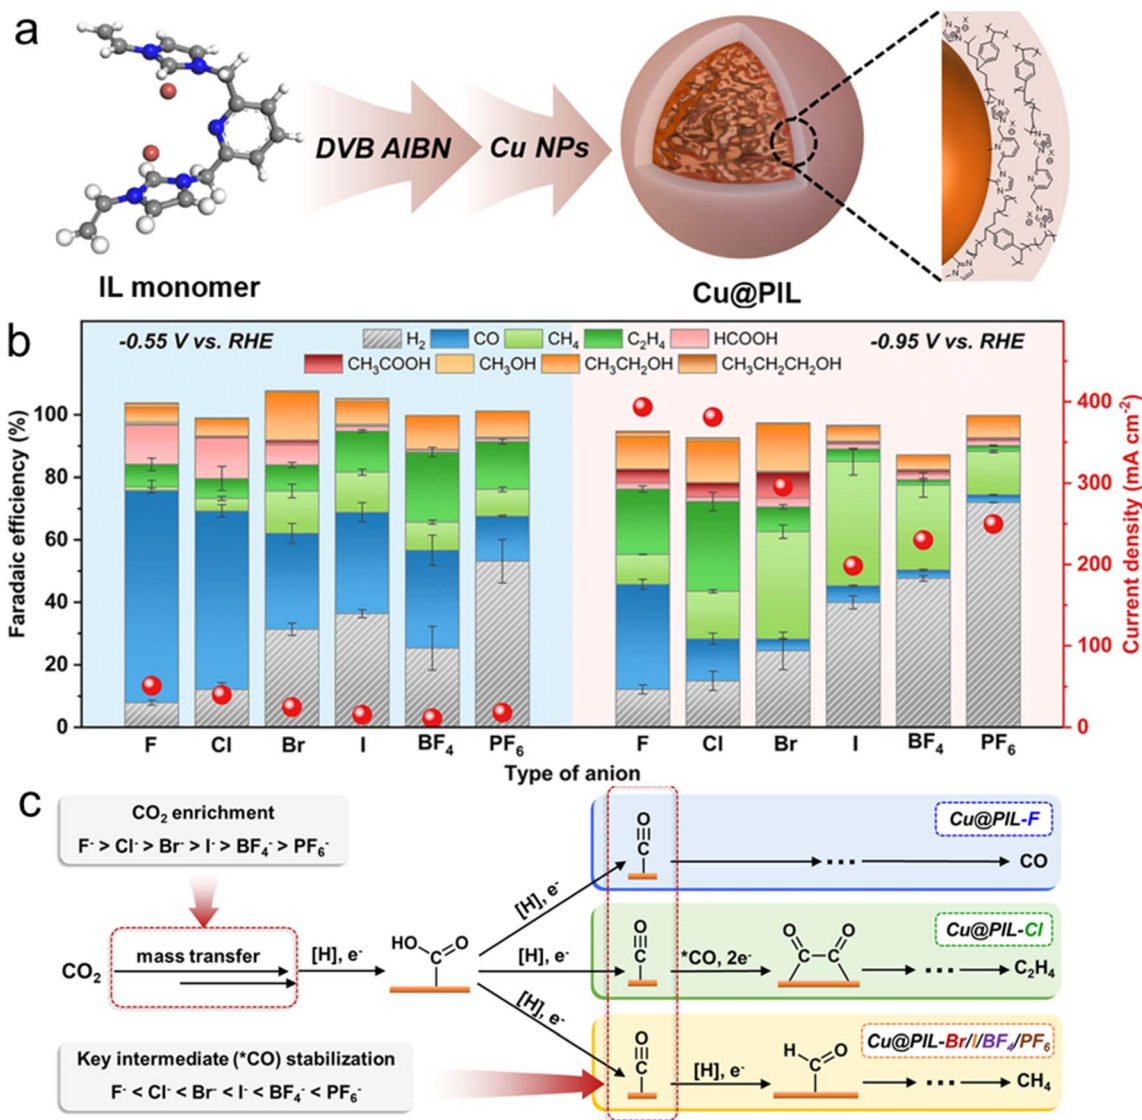 a
DVB AIBN
Cu NPs
IL monomer
Cu@PIL
b
-0.55 V vs. RHE
H₂ CO CH₄ C₂H₄ HCOOH
CH₃COOH CH₃OH CH₃CH₂OH CH₃CH₂CH₂OH
-0.95 V vs. RHE
Faradaic efficiency (%)
100
80
60
40
20
0
Current density (mA cm⁻²)
400
300
200
100
0
F Cl Br I BF₄ PF₆ F Cl Br I BF₄ PF₆
Type of anion
c
CO₂ enrichment
F⁻ > Cl⁻ > Br⁻ > I⁻ > BF₄⁻ > PF₆⁻
CO₂
mass transfer
[H], e⁻
HO C O
[H], e⁻
[H], e⁻
[H], e⁻
Cu@PIL-F
O
C
CO
Cu@PIL-Cl
O
C
*CO, 2e⁻
O O
C C
C₂H₄
Cu@PIL-Br/I/BF₄/PF₆
O
C
[H], e⁻
H C O
CH₄
Key intermediate (*CO) stabilization
F⁻ < Cl⁻ < Br⁻ < I⁻ < BF₄⁻ < PF₆⁻